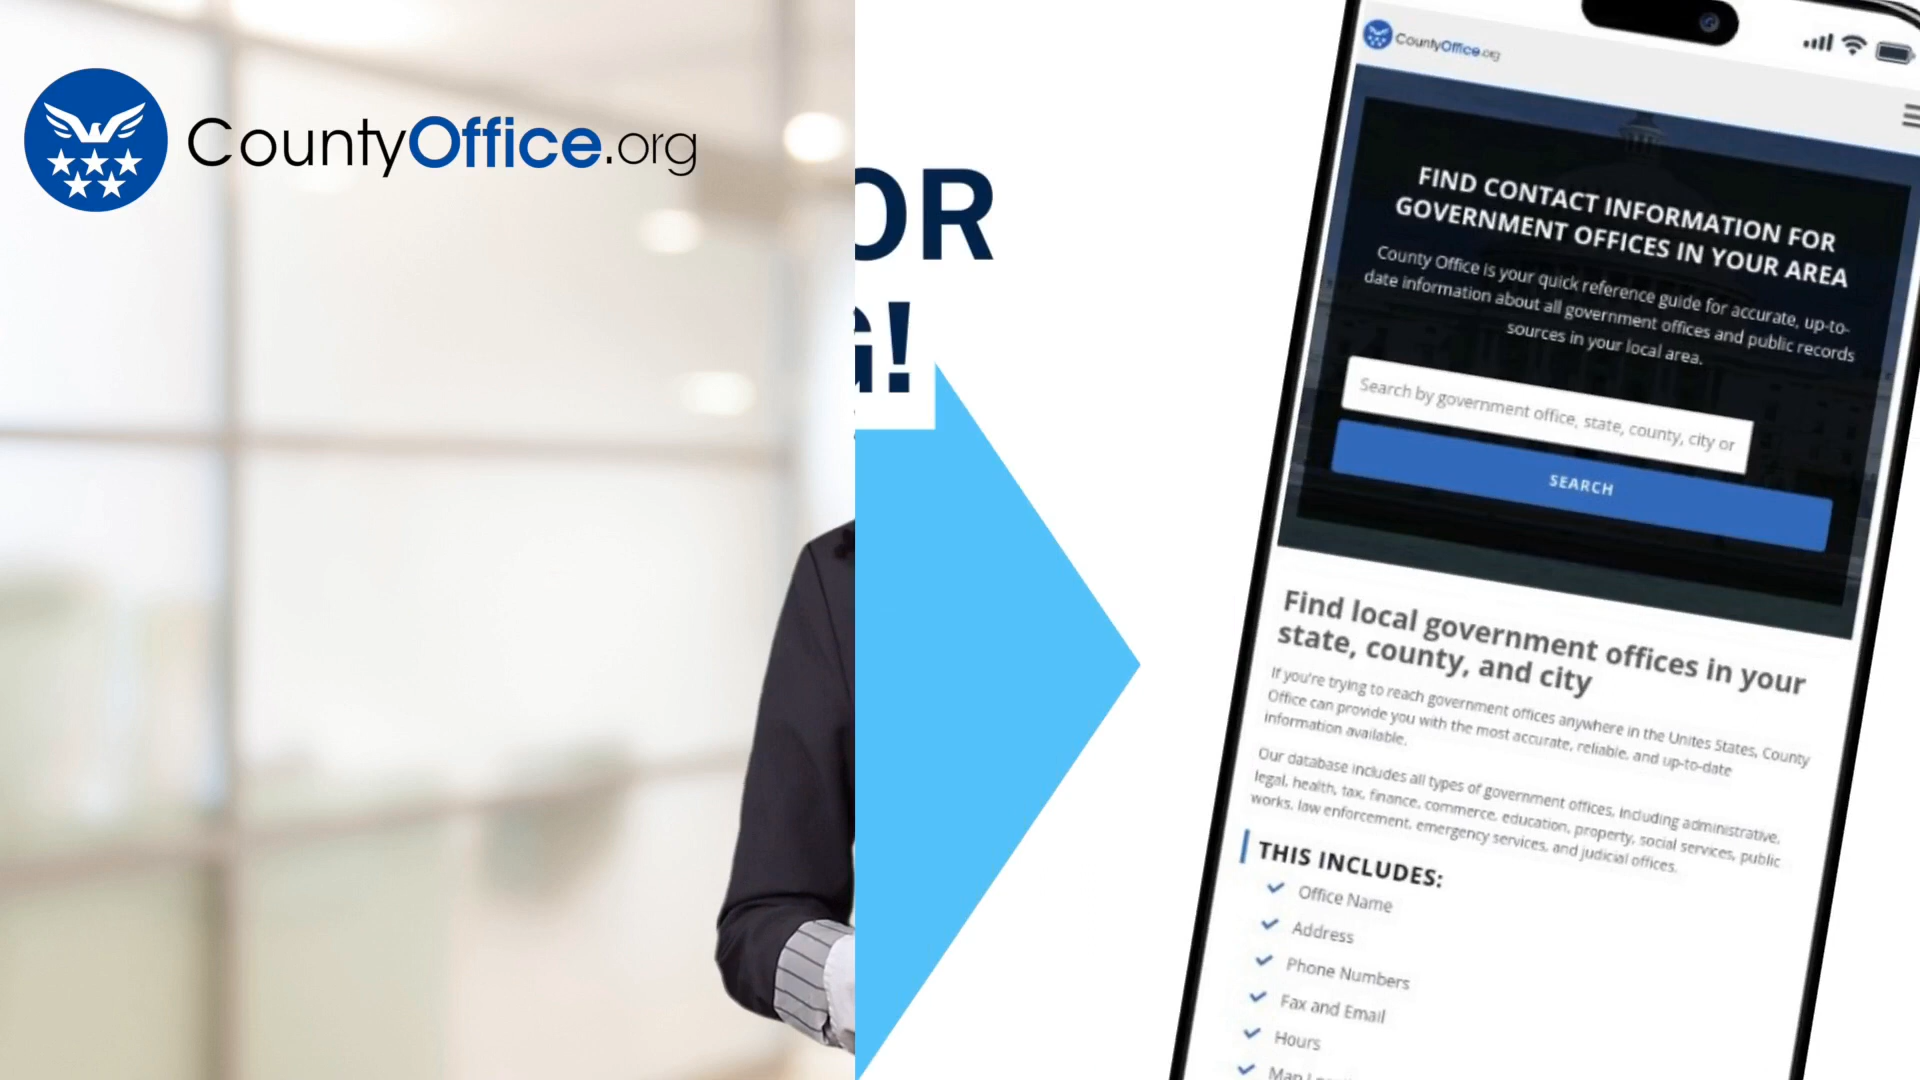 CountyOffice.org
OR
!
CountyOffice.org
FIND CONTACT INFORMATION FOR
GOVERNMENT OFFICES IN YOUR AREA
County Office is your quick reference guide for accurate, up-to-
date information about all government offices and public records
sources in your local area.
Search by government office, state, county, city or
SEARCH
Find local government offices in your
state, county, and city
If you're trying to reach government offices anywhere in the Unites States, County
Office can provide you with the most accurate, reliable, and up-to-date
information available.
Our database includes all types of government offices, including administrative,
legal, health, tax, finance, commerce, education, property, social services, public
works, law enforcement, emergency services, and judicial offices.
THIS INCLUDES:
Office Name
Address
Phone Numbers
Fax and Email
Hours
Map